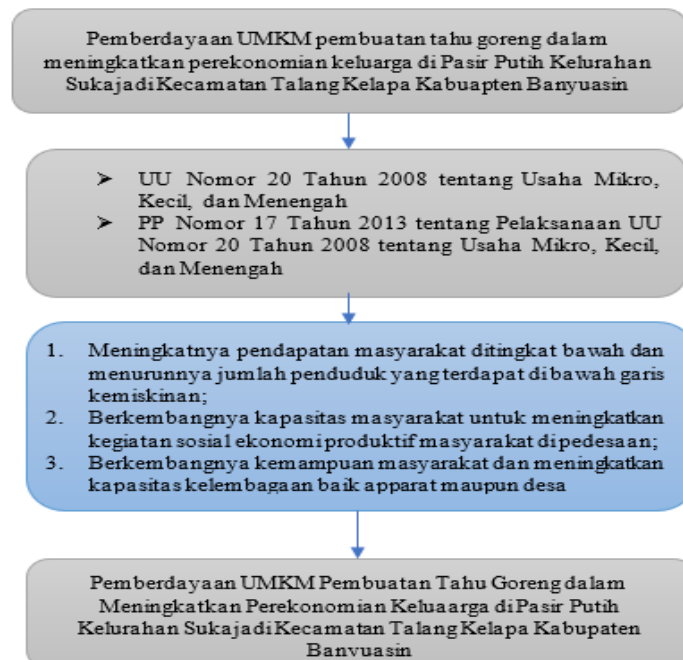 Pemberdayaan UMKM pembuatan tahu goreng dalam
meningkatkan perekonomian keluarga di Pasir Putih Kelurahan
Sukajadi Kecamatan Talang Kelapa Kabuapten Banyuasin
➤ UU Nomor 20 Tahun 2008 tentang Usaha Mikro,
Kecil, dan Menengah
➤ PP Nomor 17 Tahun 2013 tentang Pelaksanaan UU
Nomor 20 Tahun 2008 tentang Usaha Mikro, Kecil,
dan Menengah
1. Meningkatnya pendapatan masyarakat ditingkat bawah dan
menurunnya jumlah penduduk yang terdapat dibawah garis
kemiskinan;
2. Berkembangnya kapasitas masyarakat untuk meningkatkan
kegiatan sosial ekonomi produktif masyarakat di pedesaan;
3. Berkembangnya kemampuan masyarakat dan meningkatkan
kapasitas kelembagaan baik apparat maupun desa
Pemberdayaan UMKM Pembuatan Tahu Goreng dalam
Meningkatkan Perekonomian Keluaarga di Pasir Putih
Kelurahan Sukajadi Kecamatan Talang Kelapa Kabupaten
Banyuasin